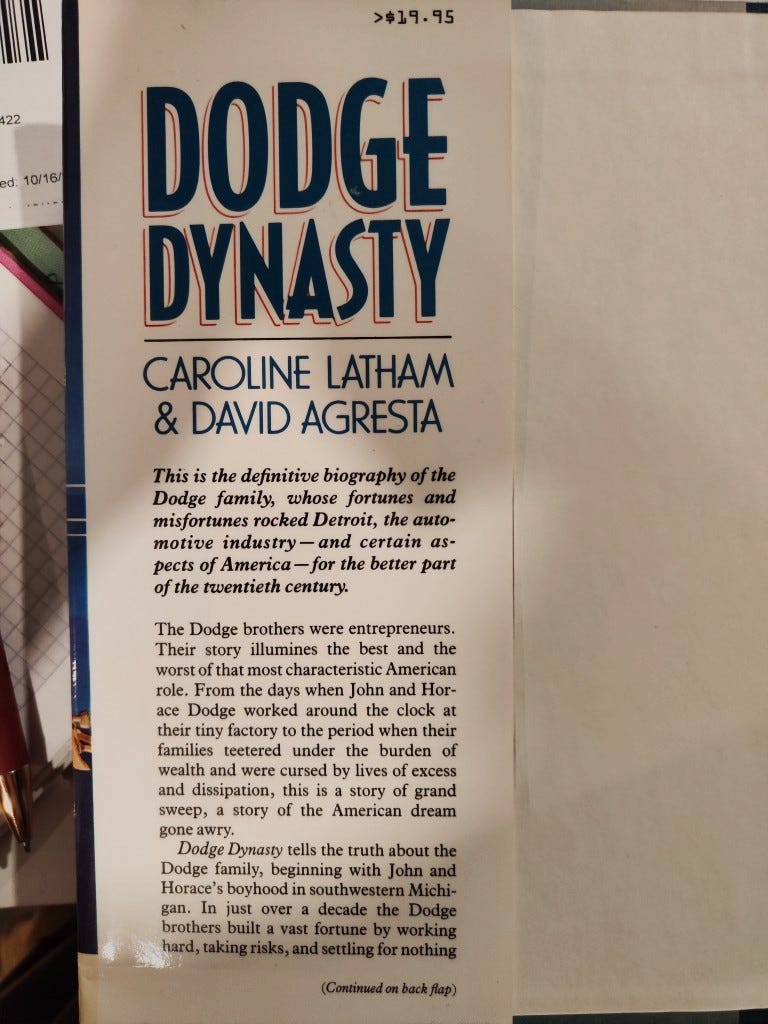 >$19.95
422
ed: 10/16/
DODGE
DYNASTY
CAROLINE LATHAM
& DAVID AGRESTA
This is the definitive biography of the
Dodge family, whose fortunes and
misfortunes rocked Detroit, the auto-
motive industry—and certain as-
pects of America—for the better part
of the twentieth century.
The Dodge brothers were entrepreneurs.
Their story illumines the best and the
worst of that most characteristic American
role. From the days when John and Hor-
ace Dodge worked around the clock at
their tiny factory to the period when their
families teetered under the burden of
wealth and were cursed by lives of excess
and dissipation, this is a story of grand
sweep, a story of the American dream
gone awry.
Dodge Dynasty tells the truth about the
Dodge family, beginning with John and
Horace's boyhood in southwestern Michi-
gan. In just over a decade the Dodge
brothers built a vast fortune by working
hard, taking risks, and settling for nothing
(Continued on back flap)